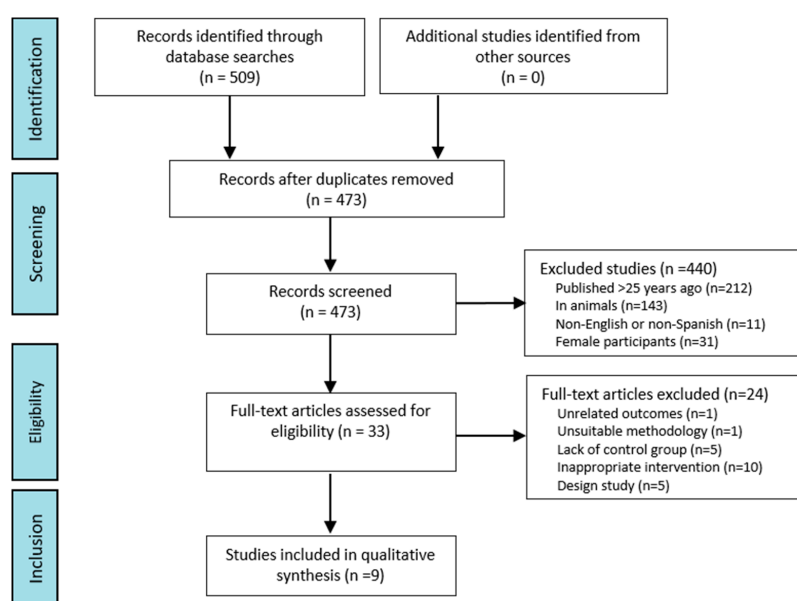 Identification
Records identified through
database searches
(n = 509)
Additional studies identified from
other sources
(n = 0)
Records after duplicates removed
(n = 473)
Screening
Records screened
(n = 473)
Excluded studies (n =440)
Published >25 years ago (n=212)
In animals (n=143)
Non-English or non-Spanish (n=11)
Female participants (n=31)
Eligibility
Full-text articles assessed for
eligibility (n = 33)
Full-text articles excluded (n=24)
Unrelated outcomes (n=1)
Unsuitable methodology (n=1)
Lack of control group (n=5)
Inappropriate intervention (n=10)
Design study (n=5)
Inclusion
Studies included in qualitative
synthesis (n =9)